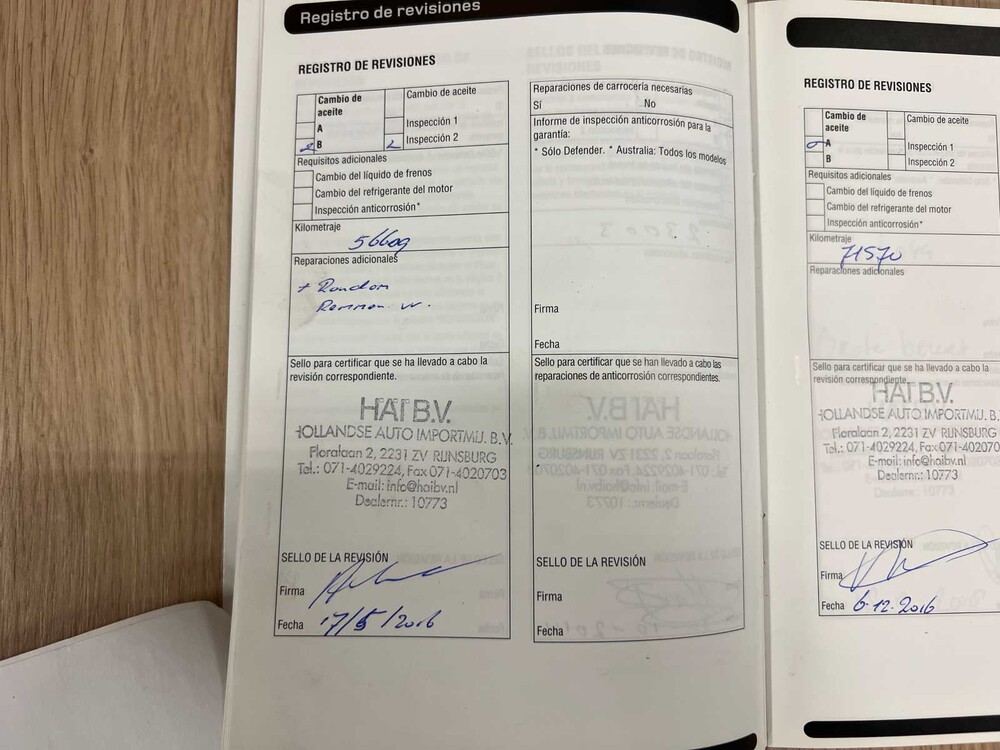 Registro de revisiones
REGISTRO DE REVISIONES
Cambio de aceite
A
B
Cambio de aceite
Inspección 1
Inspección 2
Requisitos adicionales
Cambio del líquido de frenos
Cambio del refrigerante del motor
Inspección anticorrosión*
Kilometraje
56609
Reparaciones adicionales
+ Rondom
Remmen
Sello para certificar que se ha llevado a cabo la
revisión correspondiente.
HAI B.V.
HOLLANDSE AUTO IMPORTMIJ. B.V.
Floralaan 2, 2231 ZV RIJNSBURG
Tel.: 071-4029224, Fax 071-4020703
E-mail: info@haibv.nl
Dealernr.: 10773
SELLO DE LA REVISIÓN
Firma
Fecha 17/5/2016
Reparaciones de carrocería necesarias
Sí No
Informe de inspección anticorrosión para la
garantía:
* Sólo Defender. * Australia: Todos los modelos
Firma
Fecha
Sello para certificar que se han llevado a cabo las
reparaciones de anticorrosión correspondientes.
SELLO DE LA REVISIÓN
Firma
Fecha
REGISTRO DE REVISIONES
Cambio de
aceite
A
B
Cambio de aceite
Inspección 1
Inspección 2
Requisitos adicionales
Cambio del líquido de frenos
Cambio del refrigerante del motor
Inspección anticorrosión*
Kilometraje
71570
Reparaciones adicionales
Sello para certificar que se ha llevado a cabo la
revisión correspondiente.
HAI B.V.
HOLLANDSE AUTO IMPORTMIJ. B.
Floralaan 2, 2231 ZV RIJNSBURG
Tel.: 071-4029224, Fax 071-40207
E-mail: info@haibv.nl
Dealernr.: 10773
SELLO DE LA REVISIÓN
Firma
Fecha 6-12-2016